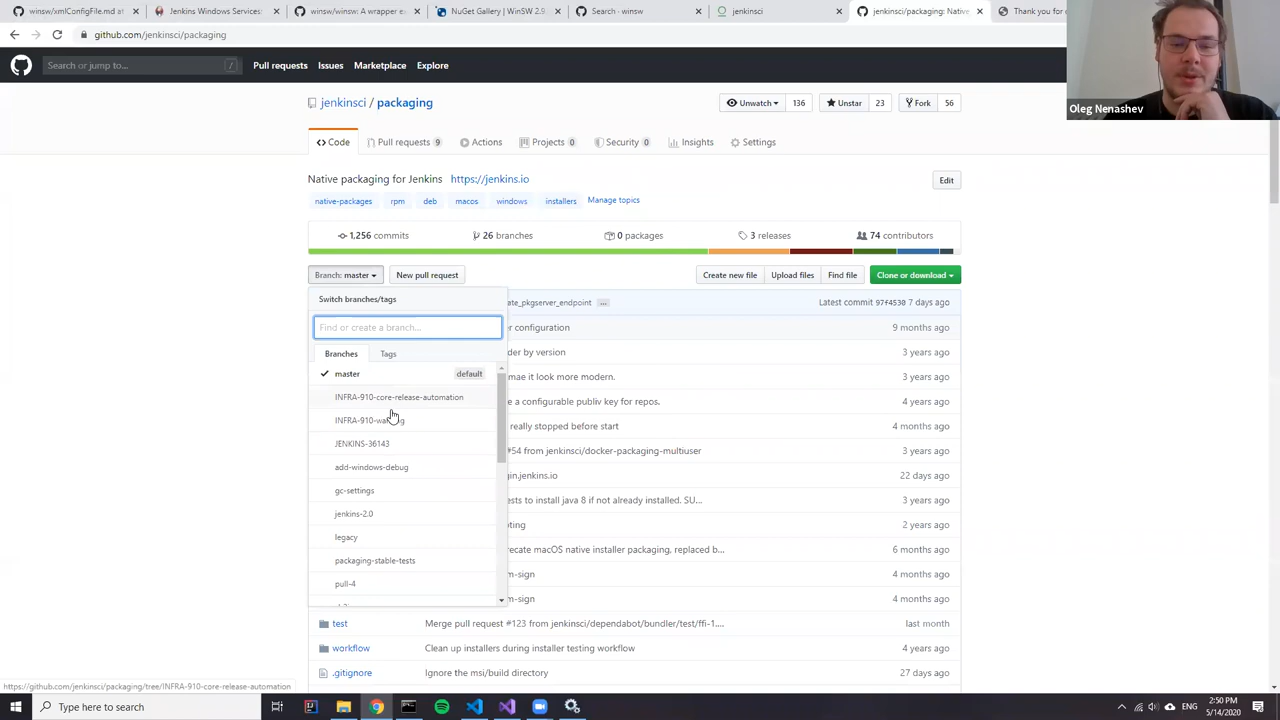 winsw/xmlConfigFile.md a
Jenkins Windows Services:
winsw/winsw: A wrapper ex
NuGet Gallery | WinSW 2.9
Search · winsw
jenkinsci
jenkinsci/packaging: Native
Thank you for
github.com/jenkinsci/packaging
Search or jump to...
/
Pull requests
Issues
Marketplace
Explore
Oleg Nenashev
jenkinsci / packaging
Unwatch 136
Unstar 23
Fork 56
Code
Pull requests 9
Actions
Projects 0
Security 0
Insights
Settings
Native packaging for Jenkins https://jenkins.io
Edit
native-packages rpm deb macos windows installers Manage topics
1,256 commits
26 branches
0 packages
3 releases
74 contributors
Branch: master
New pull request
Create new file
Upload files
Find file
Clone or download
Switch branches/tags
ate_pkgserver_endpoint ...
Latest commit 97f4530 7 days ago
Find or create a branch...
er configuration
9 months ago
Branches
Tags
der by version
3 years ago
master default
mae it look more modern.
3 years ago
INFRA-910-core-release-automation
e a configurable publiv key for repos.
4 years ago
INFRA-910-wa
really stopped before start
4 months ago
JENKINS-36143
#54 from jenkinsci/docker-packaging-multiuser
3 years ago
add-windows-debug
gin.jenkins.io
22 days ago
gc-settings
ests to install java 8 if not already installed. SU...
3 years ago
jenkins-2.0
oting
2 years ago
legacy
recate macOS native installer packaging, replaced b...
6 months ago
packaging-stable-tests
m-sign
4 months ago
pull-4
m-sign
4 months ago
test
Merge pull request #123 from jenkinsci/dependabot/bundler/test/ffi-1....
last month
workflow
Clean up installers during installer testing workflow
4 years ago
.gitignore
Ignore the msi/build directory
27 days ago
https://github.com/jenkinsci/packaging/tree/INFRA-910-core-release-automation
Type here to search
ENG
2:50 PM
5/14/2020